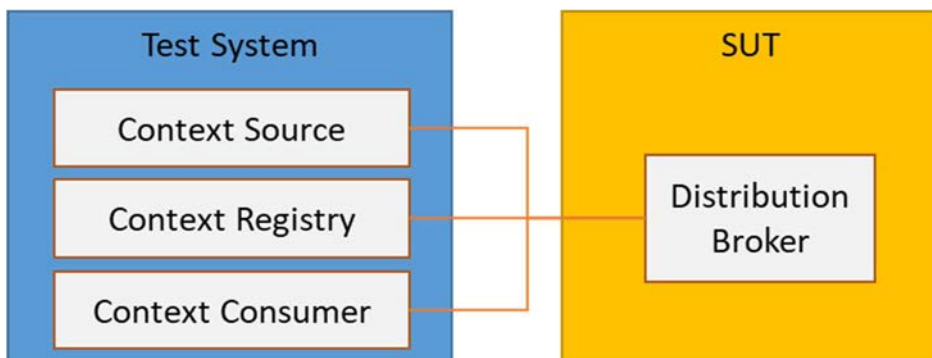 Test System
Context Source
Context Registry
Context Consumer
SUT
Distribution
Broker